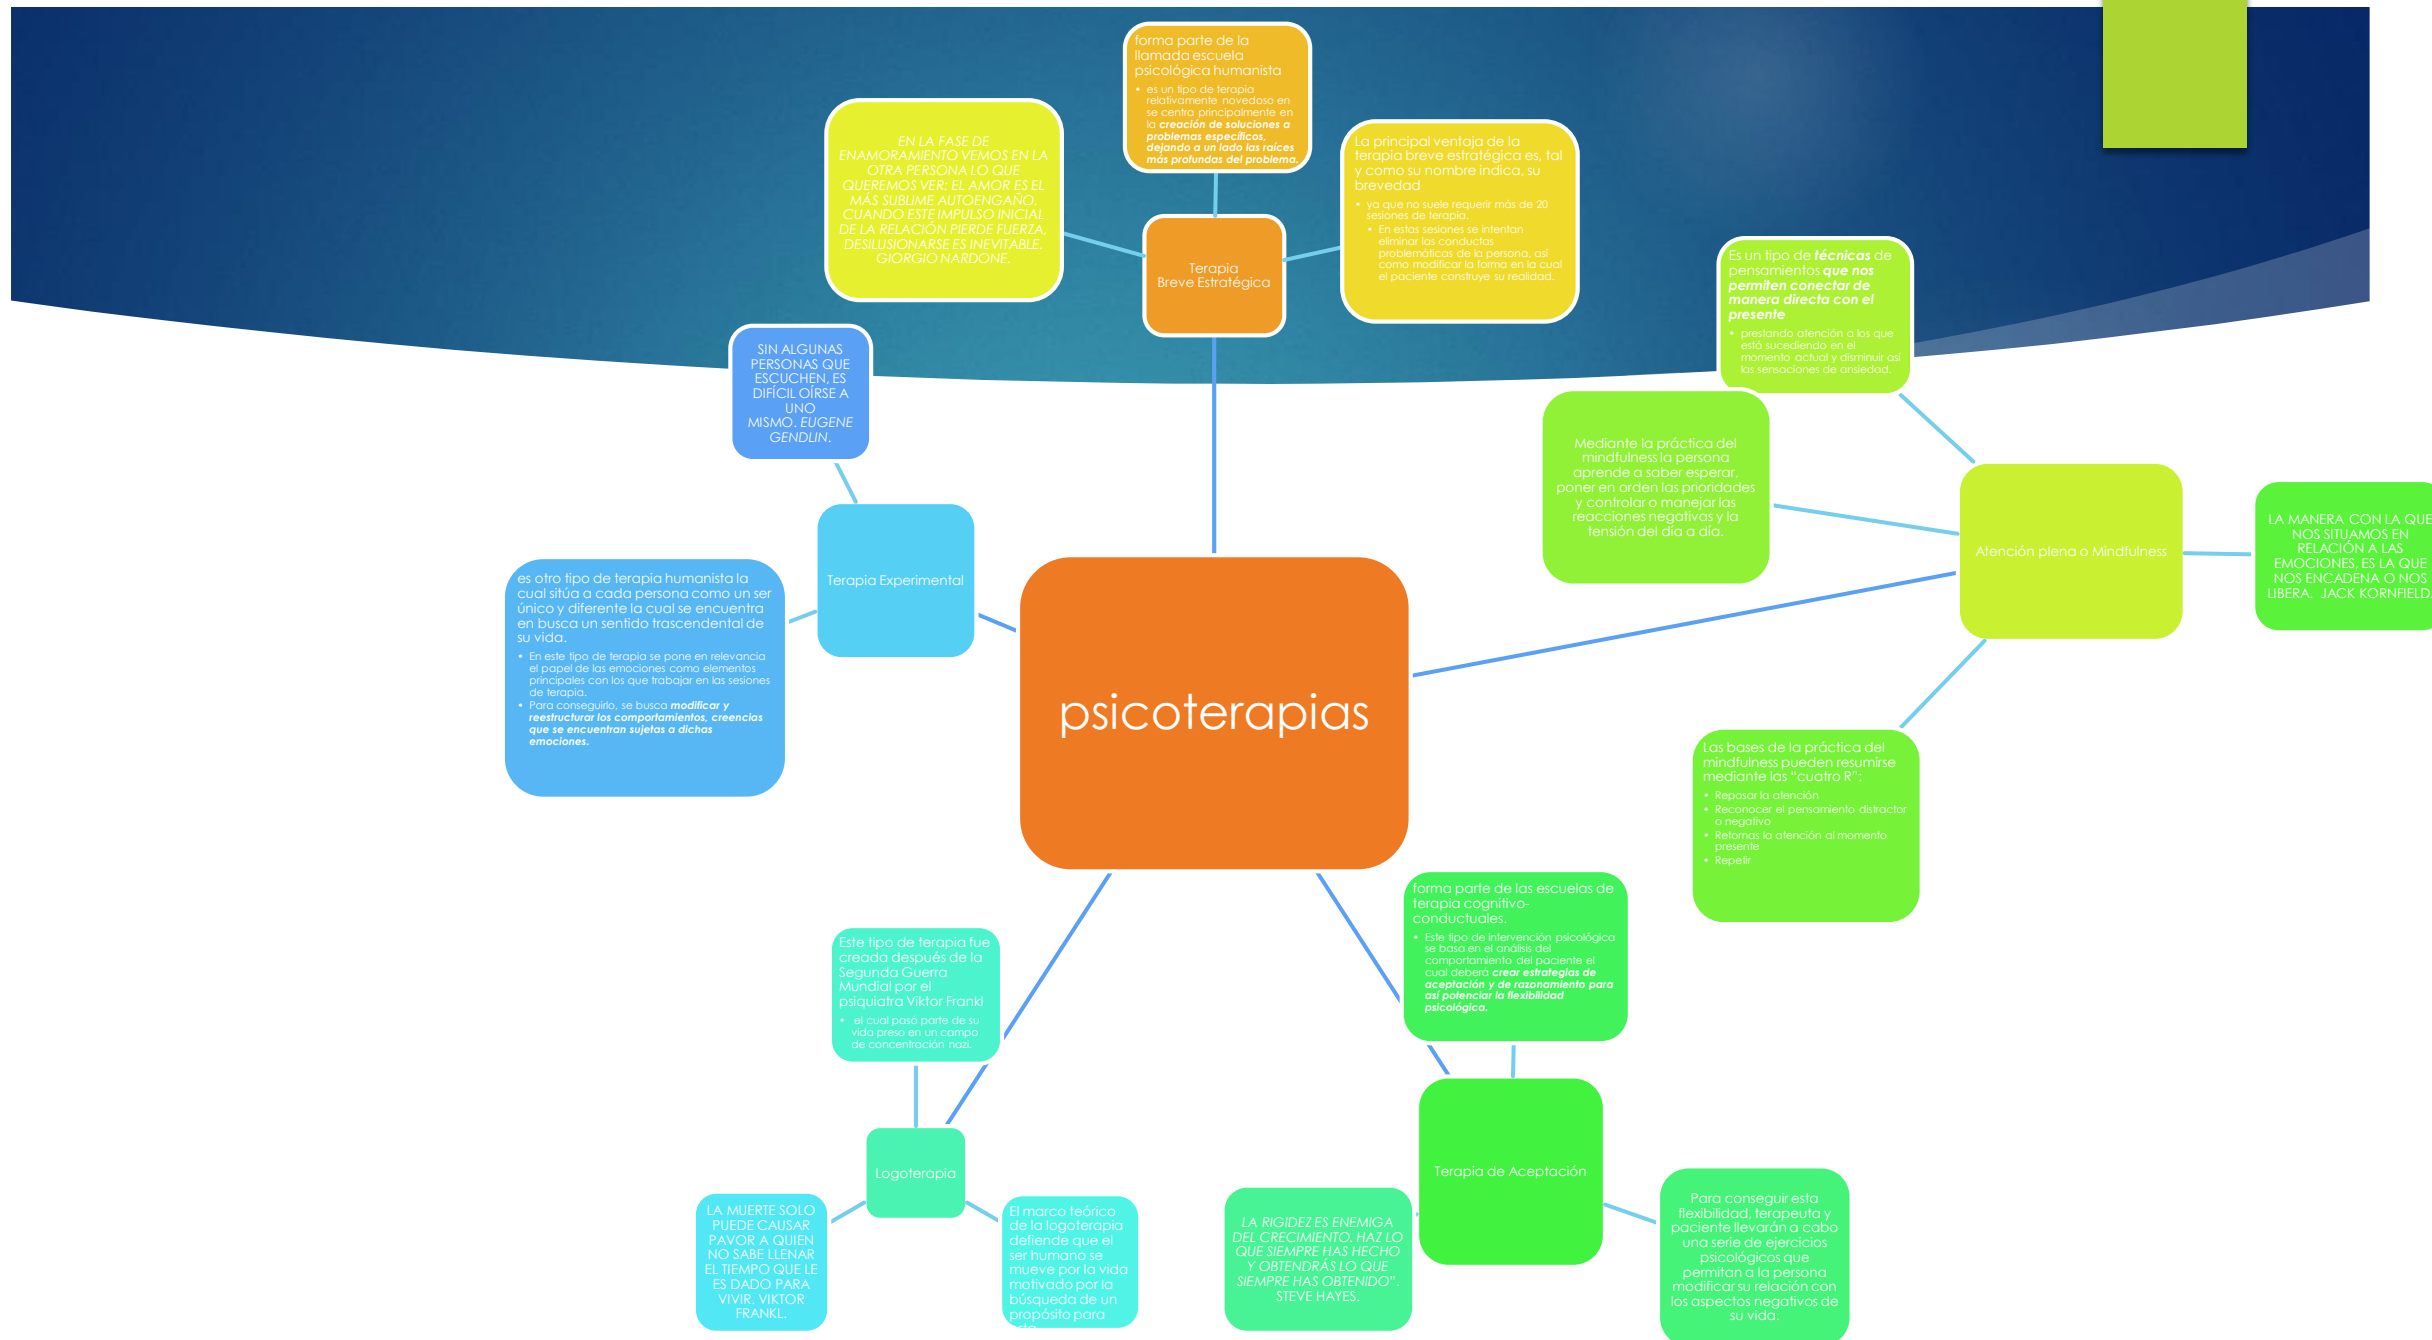 forma parte de la
llamada escuela
psicológica humanista
• es un tipo de terapia
relativamente novedoso en
se centra principalmente en
la creación de soluciones a
problemas específicos,
dejando a un lado las raíces
más profundas del problema.
EN LA FASE DE
ENAMORAMIENTO VEMOS EN LA
OTRA PERSONA LO QUE
QUEREMOS VER: EL AMOR ES EL
MÁS SUBLIME AUTOENGAÑO.
CUANDO ESTE IMPULSO INICIAL
DE LA RELACIÓN PIERDE FUERZA,
DESILUSIONARSE ES INEVITABLE.
GIORGIO NARDONE.
La principal ventaja de la
terapia breve estratégica es, tal
y como su nombre indica, su
brevedad
• ya que no suele requerir más de 20
sesiones de terapia.
• En estas sesiones se intentan
eliminar las conductas
problemáticas de la persona, así
como modificar la forma en la cual
el paciente construye su realidad.
Terapia
Breve Estratégica
Es un tipo de técnicas de
pensamientos que nos
permiten conectar de
manera directa con el
presente
• prestando atención a los que
está sucediendo en el
momento actual y disminuir así
las sensaciones de ansiedad.
SIN ALGUNAS
PERSONAS QUE
ESCUCHEN, ES
DIFÍCIL OÍRSE A
UNO
MISMO. EUGENE
GENDLIN.
Mediante la práctica del
mindfulness la persona
aprende a saber esperar,
poner en orden las prioridades
y controlar o manejar las
reacciones negativas y la
tensión del día a día.
Atención plena o Mindfulness
LA MANERA CON LA QUE
NOS SITUAMOS EN
RELACIÓN A LAS
EMOCIONES, ES LA QUE
NOS ENCADENA O NOS
LIBERA. JACK KORNFIELD.
Terapia Experimental
es otro tipo de terapia humanista la
cual sitúa a cada persona como un ser
único y diferente la cual se encuentra
en busca un sentido trascendental de
su vida.
• En este tipo de terapia se pone en relevancia
el papel de las emociones como elementos
principales con los que trabajar en las sesiones
de terapia.
• Para conseguirlo, se busca modificar y
reestructurar los comportamientos, creencias
que se encuentran sujetas a dichas
emociones.
psicoterapias
Las bases de la práctica del
mindfulness pueden resumirse
mediante las “cuatro R”:
• Reposar la atención
• Reconocer el pensamiento distractor
o negativo
• Retornas la atención al momento
presente
• Repetir
forma parte de las escuelas de
terapia cognitivo-
conductuales.
• Este tipo de intervención psicológica
se basa en el análisis del
comportamiento del paciente el
cual deberá crear estrategias de
aceptación y de razonamiento para
así potenciar la flexibilidad
psicológica.
Este tipo de terapia fue
creada después de la
Segunda Guerra
Mundial por el
psiquiatra Viktor Frankl
• el cual pasó parte de su
vida preso en un campo
de concentración nazi.
Logoterapia
Terapia de Aceptación
LA MUERTE SOLO
PUEDE CAUSAR
PAVOR A QUIEN
NO SABE LLENAR
EL TIEMPO QUE LE
ES DADO PARA
VIVIR. VIKTOR
FRANKL.
El marco teórico
de la logoterapia
defiende que el
ser humano se
mueve por la vida
motivado por la
búsqueda de un
propósito para
LA RIGIDEZ ES ENEMIGA
DEL CRECIMIENTO. HAZ LO
QUE SIEMPRE HAS HECHO
Y OBTENDRÁS LO QUE
SIEMPRE HAS OBTENIDO”.
STEVE HAYES.
Para conseguir esta
flexibilidad, terapeuta y
paciente llevarán a cabo
una serie de ejercicios
psicológicos que
permitan a la persona
modificar su relación con
los aspectos negativos de
su vida.